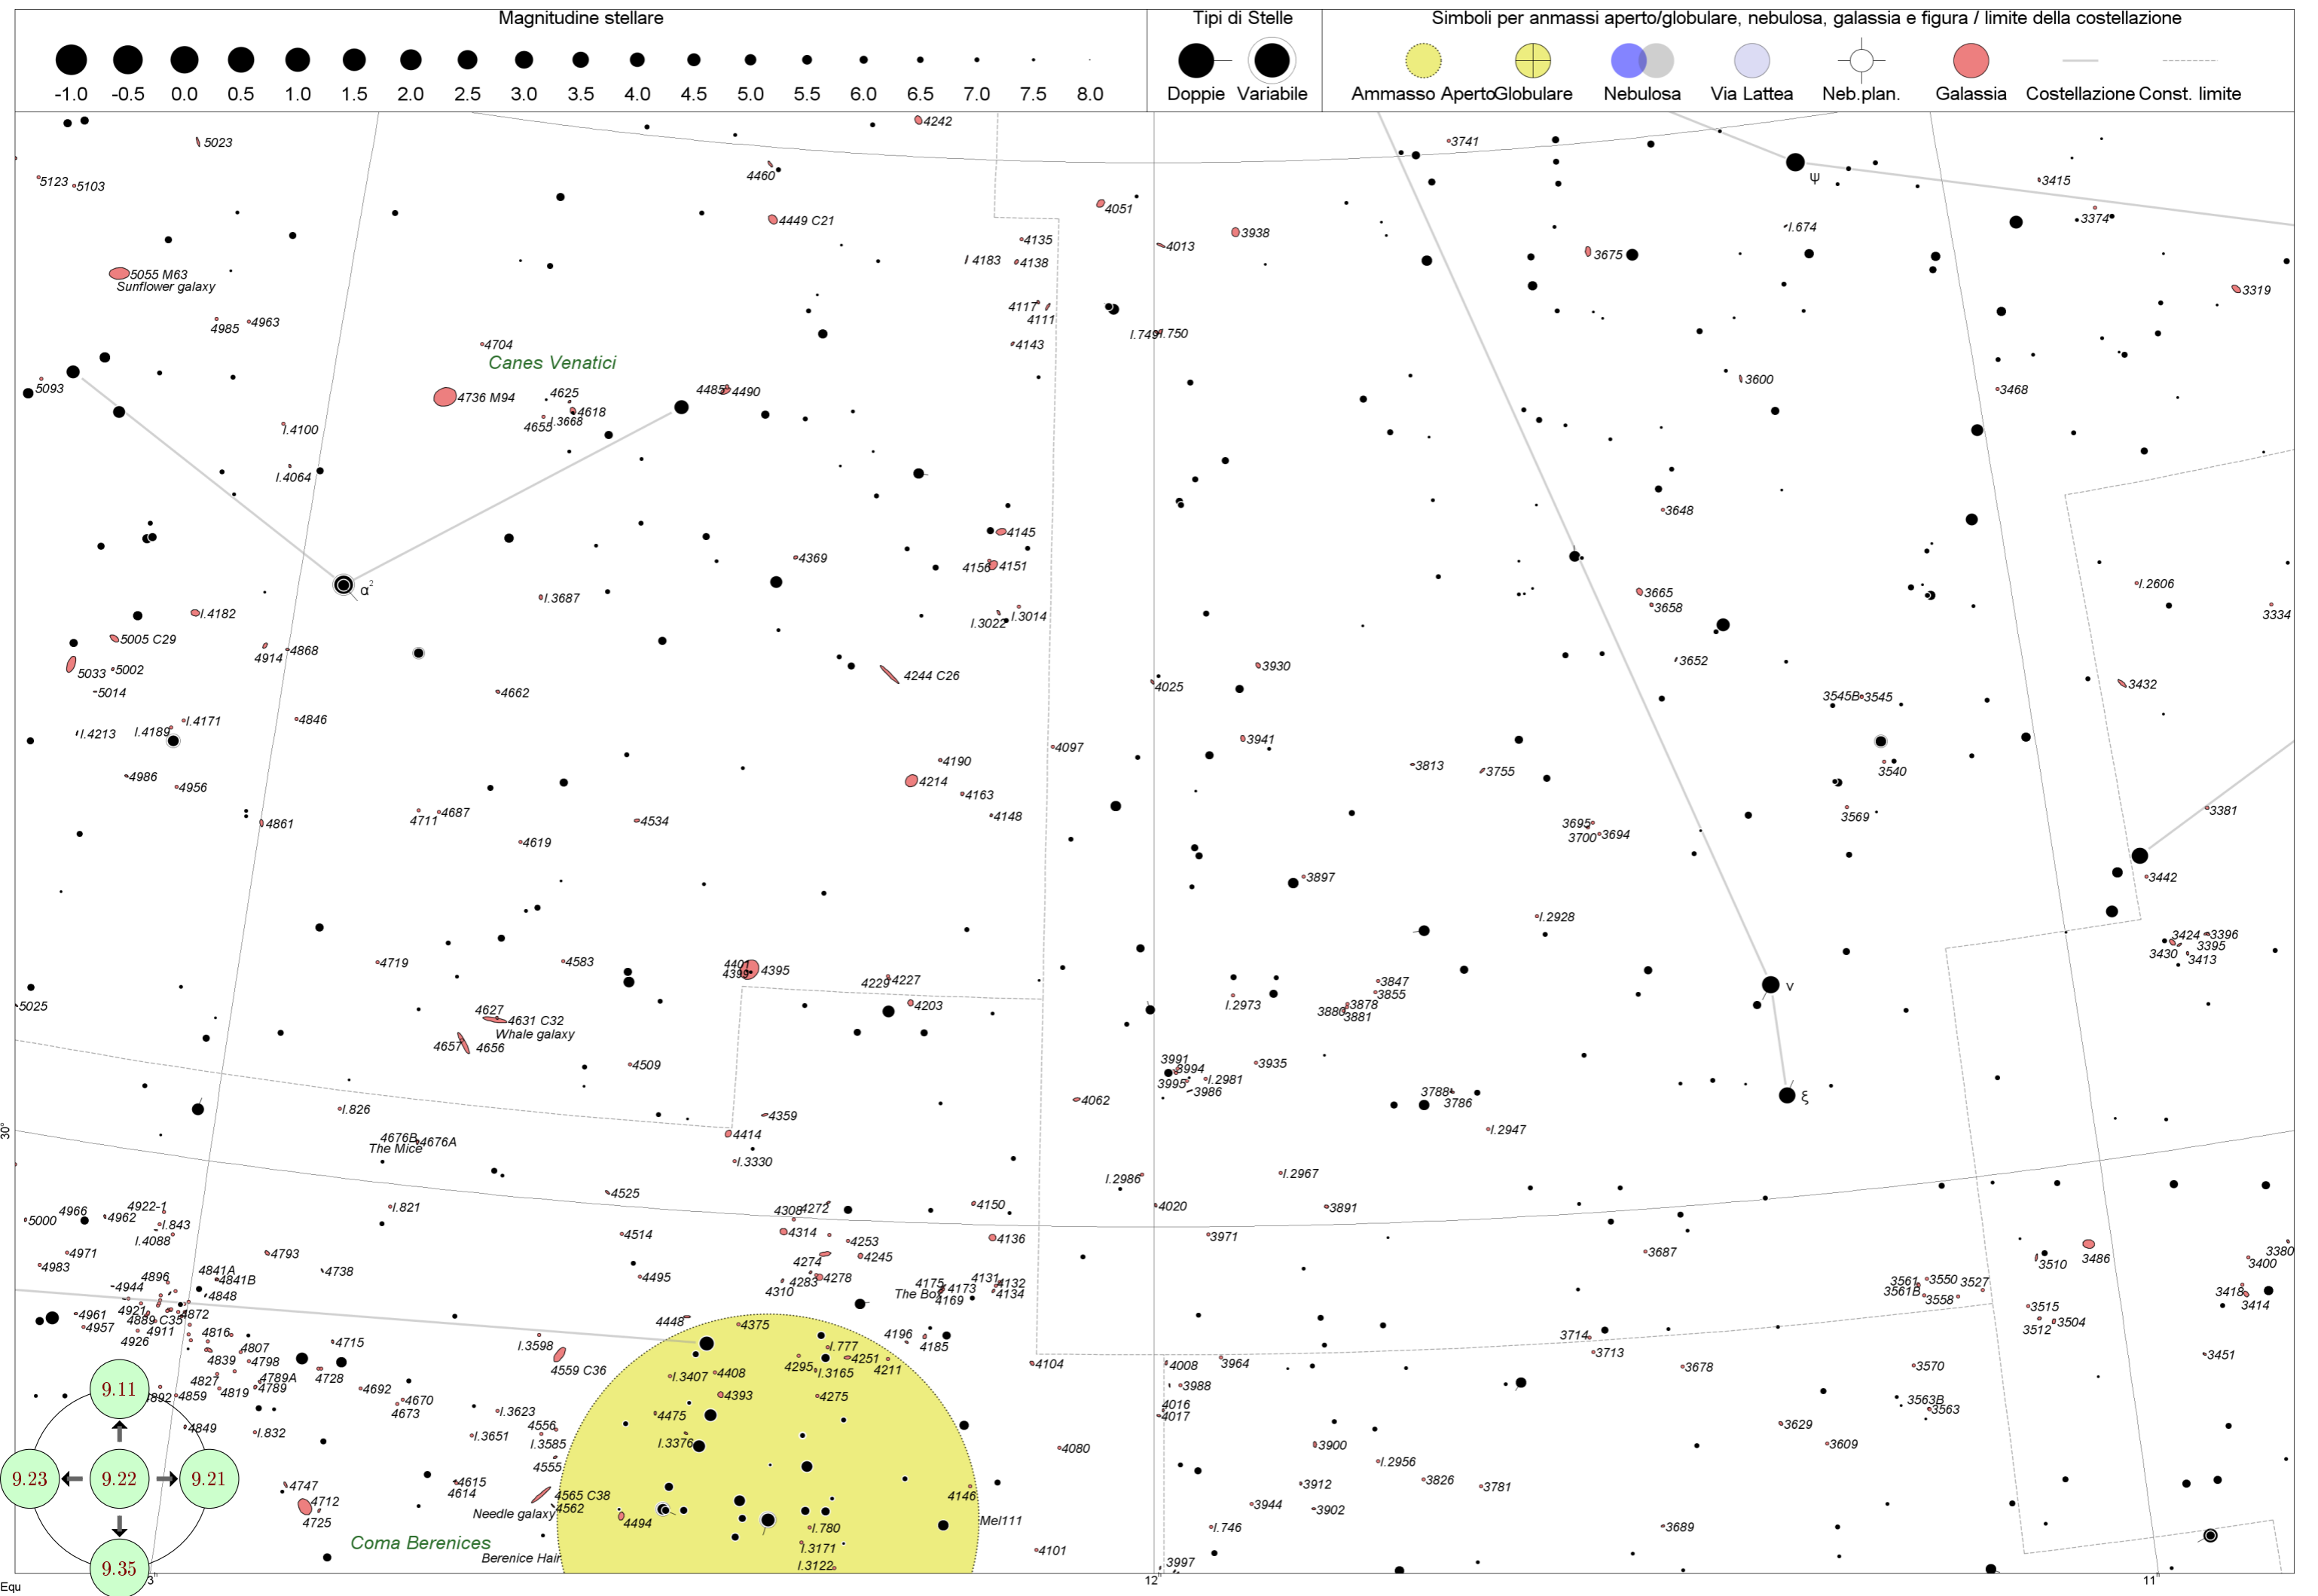 Magnitudine stellare
Tipi di Stelle
Simboli per anmassi aperto/globulare, nebulosa, galassia e figura / limite della costellazione
-1.0 -0.5 0.0 0.5 1.0 1.5 2.0 2.5 3.0 3.5 4.0 4.5 5.0 5.5 6.0 6.5 7.0 7.5 8.0
Doppie Variabile
Ammasso Aperto Globulare Nebulosa Via Lattea Neb.plan. Galassia Costellazione Const. limite
4242
5023
3741
4460
ψ
5123 5103
3415
4051
3374
4449 C21
I.674
4135 4013 3938
I 4183 4138
3675
5055 M63
Sunflower galaxy
3319
4117
4111
4985 4963
I.749 I.750
4704 4143
Canes Venatici
5093
3600
4736 M94
4625
4485 4490
3468
4618
4655 I.3668
I.4100
I.4064
3648
4145
4369
4156 4151
α²
I.2606
I.3687
3665
3658
3334
I.4182
I.3022 I.3014
5005 C29
4914 4868
3652
5033 5002
4244 C26
3930
5014
4662
4025
3432
3545B 3545
I.4171
4846
I.4213 I.4189
3941
4097
4190
3813 3755
3540
4986
4956
4214
4163
3381
4711 4687
4148
3569
4861
4534
3695
3700 3694
4619
3897
3442
I.2928
3424 3396
3395
3430 3413
4719
4583
4401
4399 4395
4229 4227
3847
3855
ν
5025
4203
I.2973
3878
3880 3881
4627
4631 C32
Whale galaxy
4657 4656
4509
3991
3994
3935
3995 I.2981
3986
3788
3786
ξ
I.826
4359
4062
30°
4676B 4676A
The Mice
4414
I.2947
I.3330
I.2986
I.2967
4525
4966 4922-1
I.821
4308 4272
4150
4020
3891
5000 4962
I.843
I.4088
4514
4314
4253
4136
3971
4971
4793
4274 4245
3687
3486
3380
4983
4738
4495
4283 4278
3510
3400
4896 4841A
4841B
4310
4175 4173
4131 4132
3561 3550 3527
4944
4848
The Box
4169
4134
3561B 3558
3418
3414
4961 4921 4872
4889 C35
4448 4375
3515
4957 4911 4816
3512 3504
4926
4807
4715
I.3598
I.777
4196
4185
3714
4839 4798
4559 C36
4295 4251
4211
3713
3451
4827 4789A
4728
I.3407 4408
I.3165
4104
4008 3964
3678
3570
9.11
4892 4859 4819 4789
4692
4393
4275
3988
4670
4673
3563B
3563
I.3623
4475
4016
4017
4849
I.832
4556
I.3651
I.3585
I.3376
3629
3609
4080
3900
4555
I.2956
9.23 9.22 9.21
4747
4615
4614
3912
3826 3781
4712
4565 C38
4146
4725
Needle galaxy
4562
4494
3944
3902
Mel111
I.780
I.746
3689
Coma Berenices
I.3171
4101
Berenice Hair
9.35
I.3122
3997
Equ
3ʰ
12ʰ
11ʰ